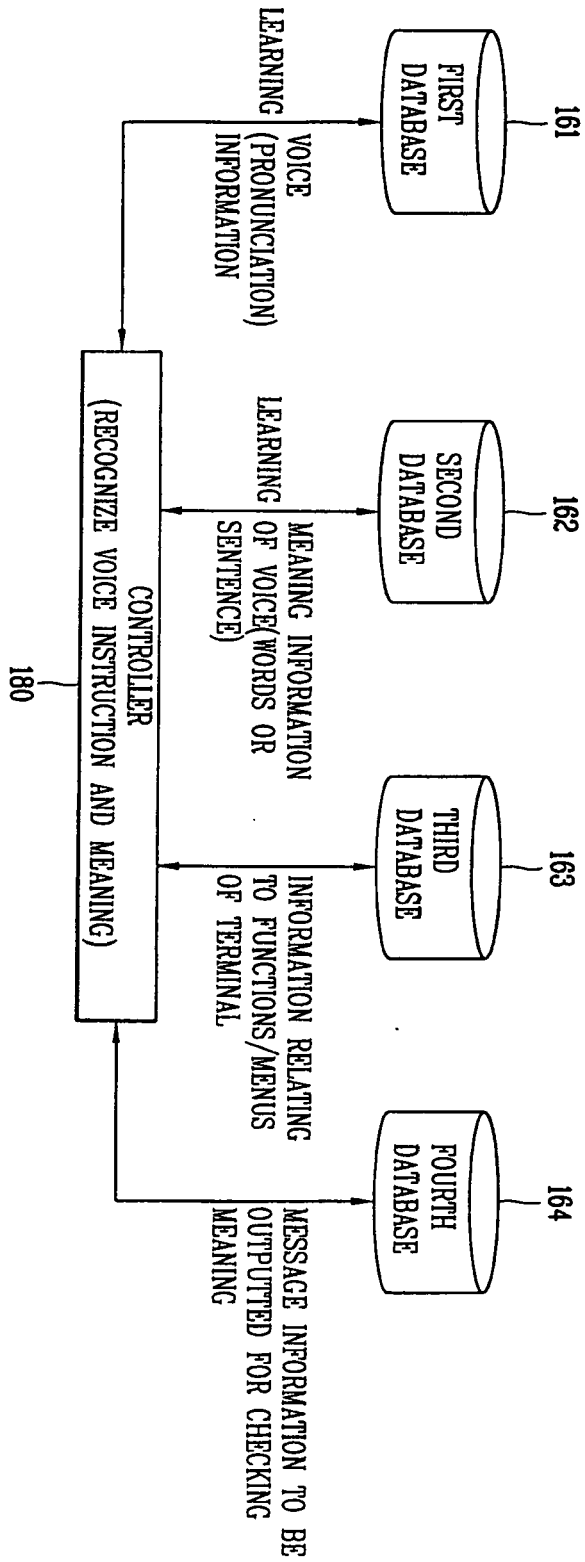 161
FIRST
DATABASE
162
SECOND
DATABASE
163
THIRD
DATABASE
164
FOURTH
DATABASE
LEARNING
VOICE
(PRONUNCIATION)
INFORMATION
LEARNING
MEANING INFORMATION
OF VOICE(WORDS OR
SENTENCE)
INFORMATION RELATING
TO FUNCTIONS/MENUS
OF TERMINAL
MESSAGE INFORMATION TO BE
OUTPUTTED FOR CHECKING
MEANING
CONTROLLER
(RECOGNIZE VOICE INSTRUCTION AND MEANING)
180